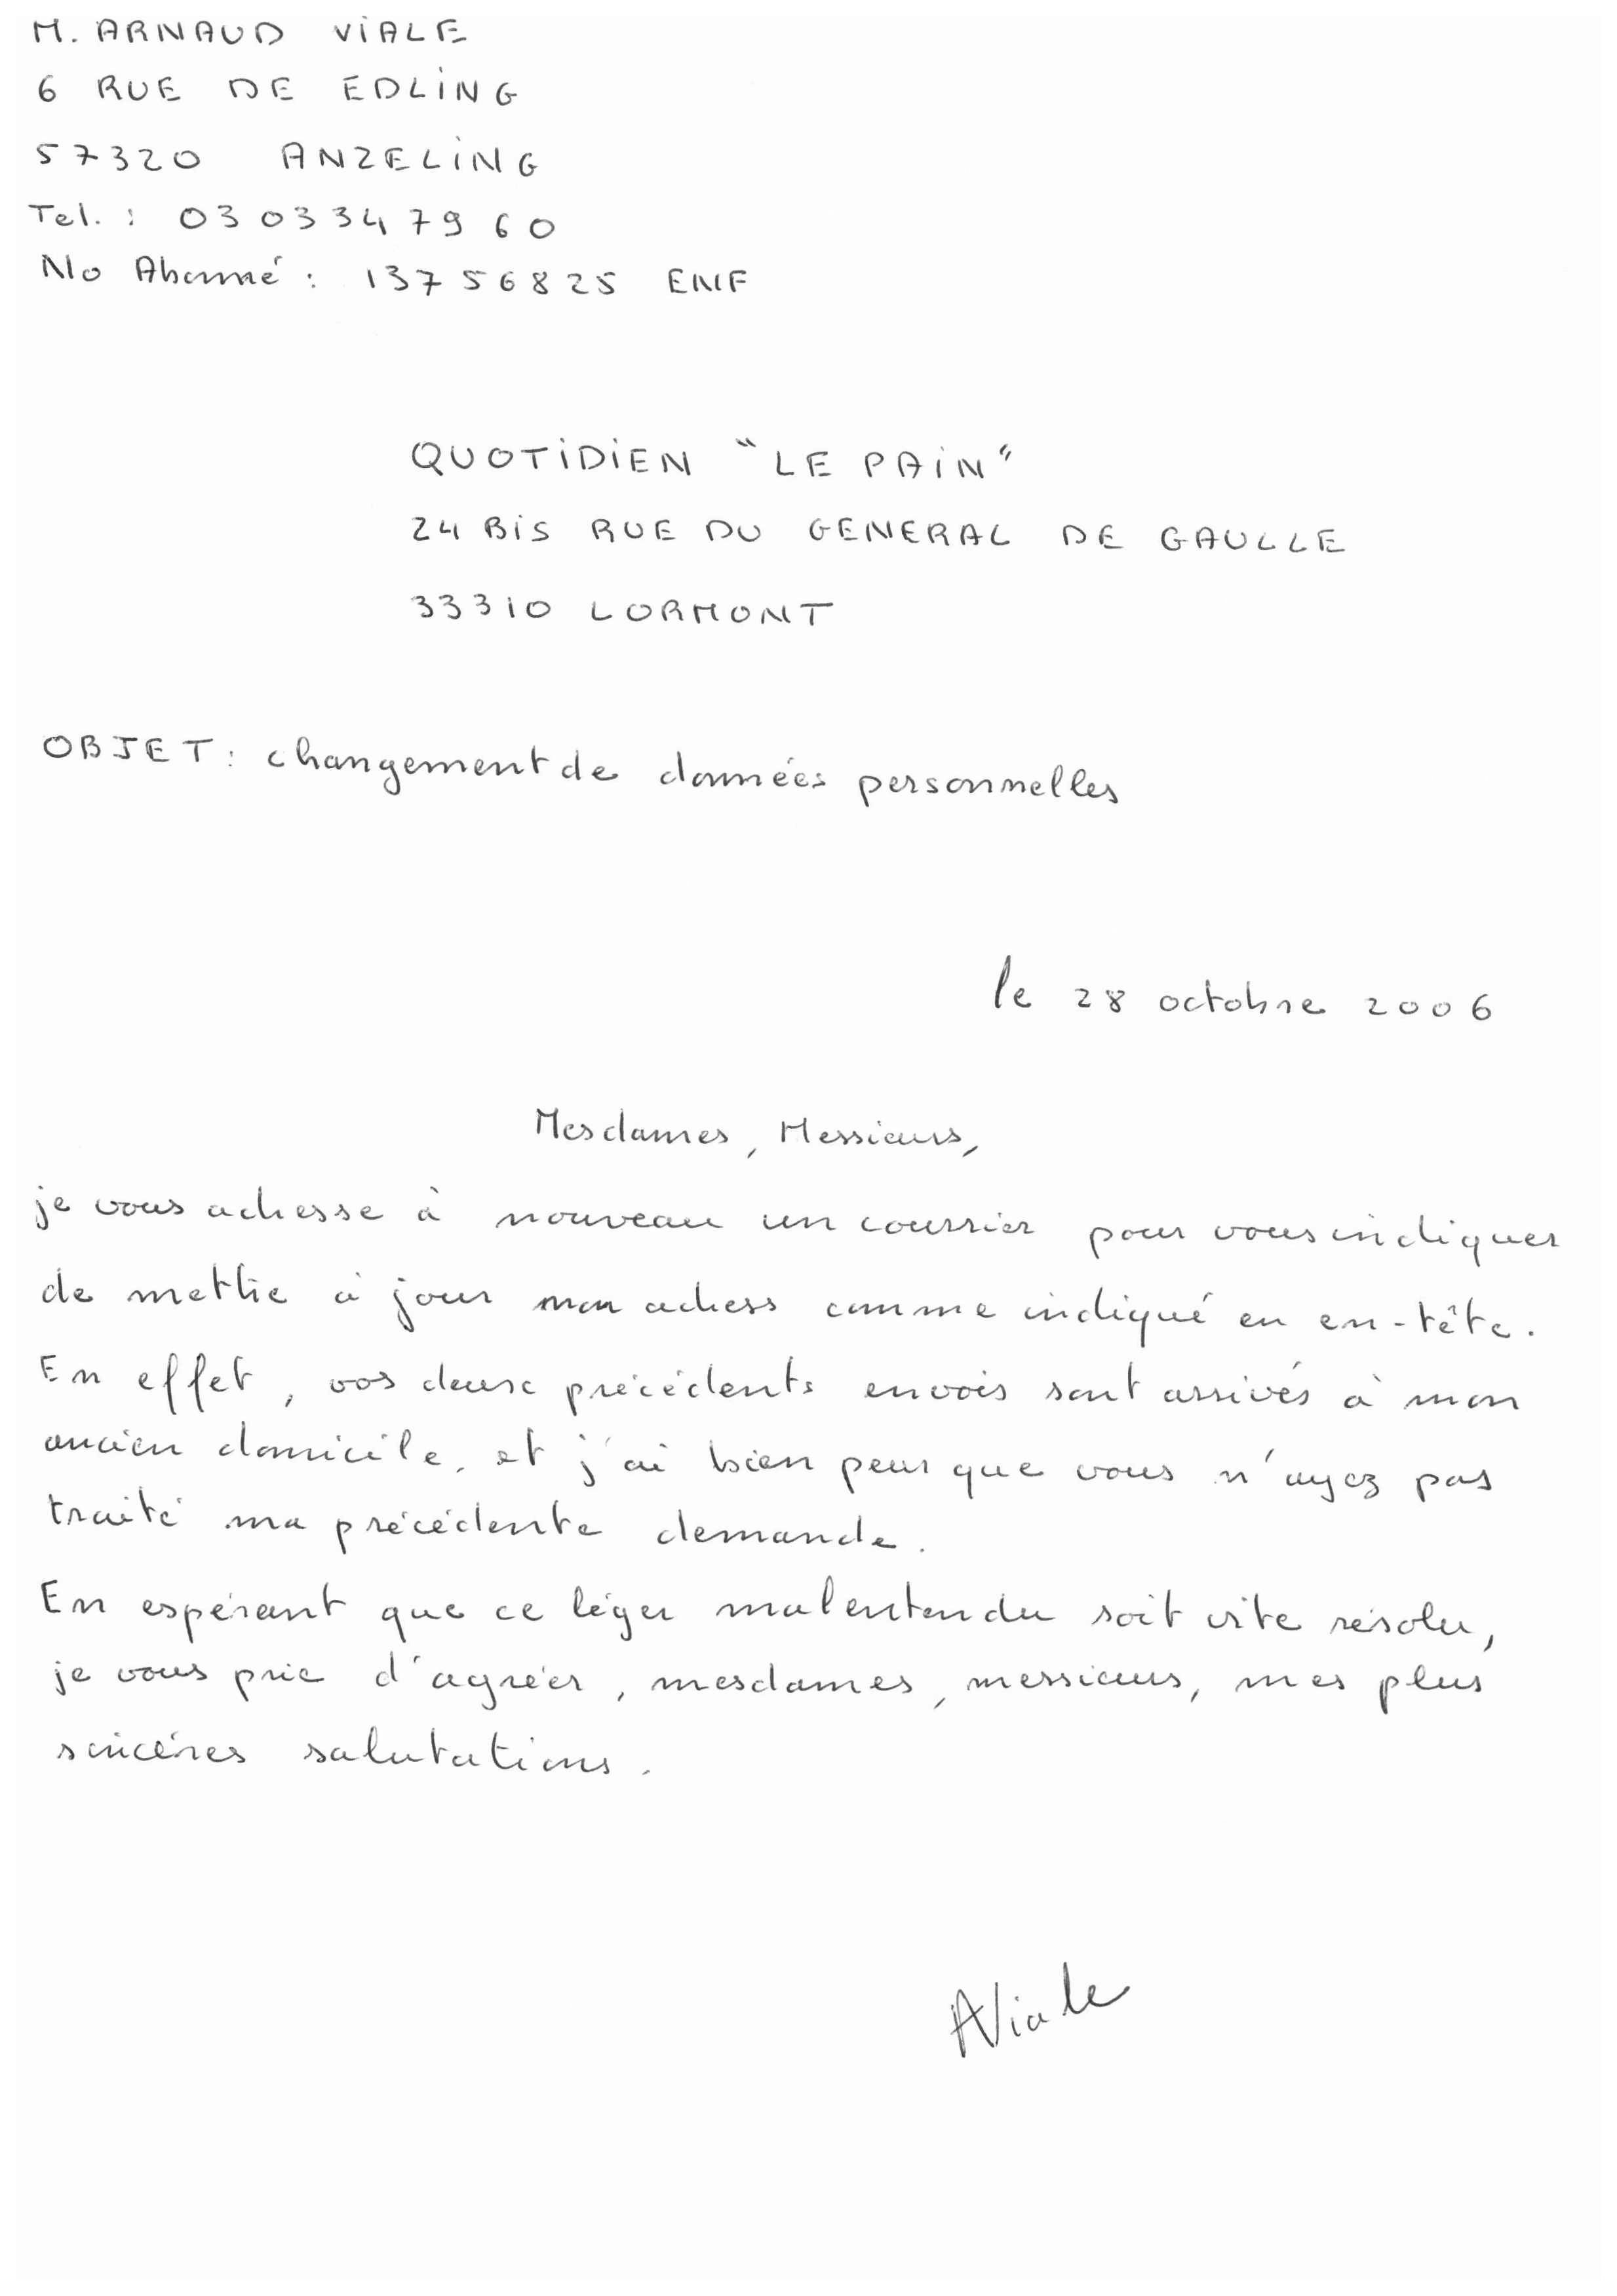 M. ARNAUD VIALE
6 RUE DE EDLING
57320 ANZELING
Tel. : 03 03 34 79 60
No Abonné : 13756825 ENF
QUOTIDIEN "LE PAIN"
24 BIS RUE DU GENERAL DE GAULLE
33310 LORMONT
OBJET : changement de données personnelles
le 28 octobre 2006
Mesdames, Messieurs,
je vous adresse à nouveau un courrier pour vous indiquer
de mettre à jour mon adress comme indiqué en en-tête.
En effet, vos deux précédents envois sont arrivés à mon
ancien domicile, et j'ai bien peur que vous n'ayez pas
traité ma précédente demande.
En espérant que ce léger malentendu soit vite résolu,
je vous prie d'agréer, mesdames, messieurs, mes plus
sincères salutations.
AViale